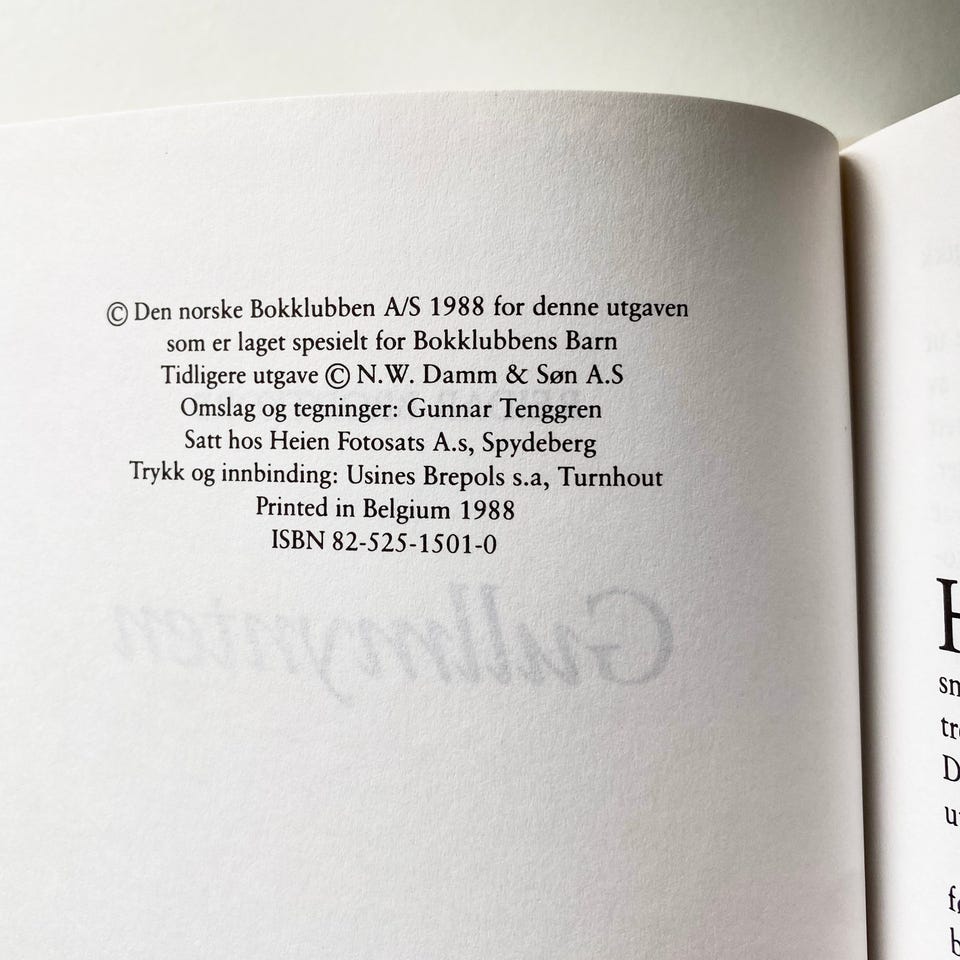 © Den norske Bokklubben A/S 1988 for denne utgaven
som er laget spesielt for Bokklubbens Barn
Tidligere utgave © N.W. Damm & Søn A.S
Omslag og tegninger: Gunnar Tenggren
Satt hos Heien Fotosats A.s, Spydeberg
Trykk og innbinding: Usines Brepols s.a, Turnhout
Printed in Belgium 1988
ISBN 82-525-1501-0
Gullmynten